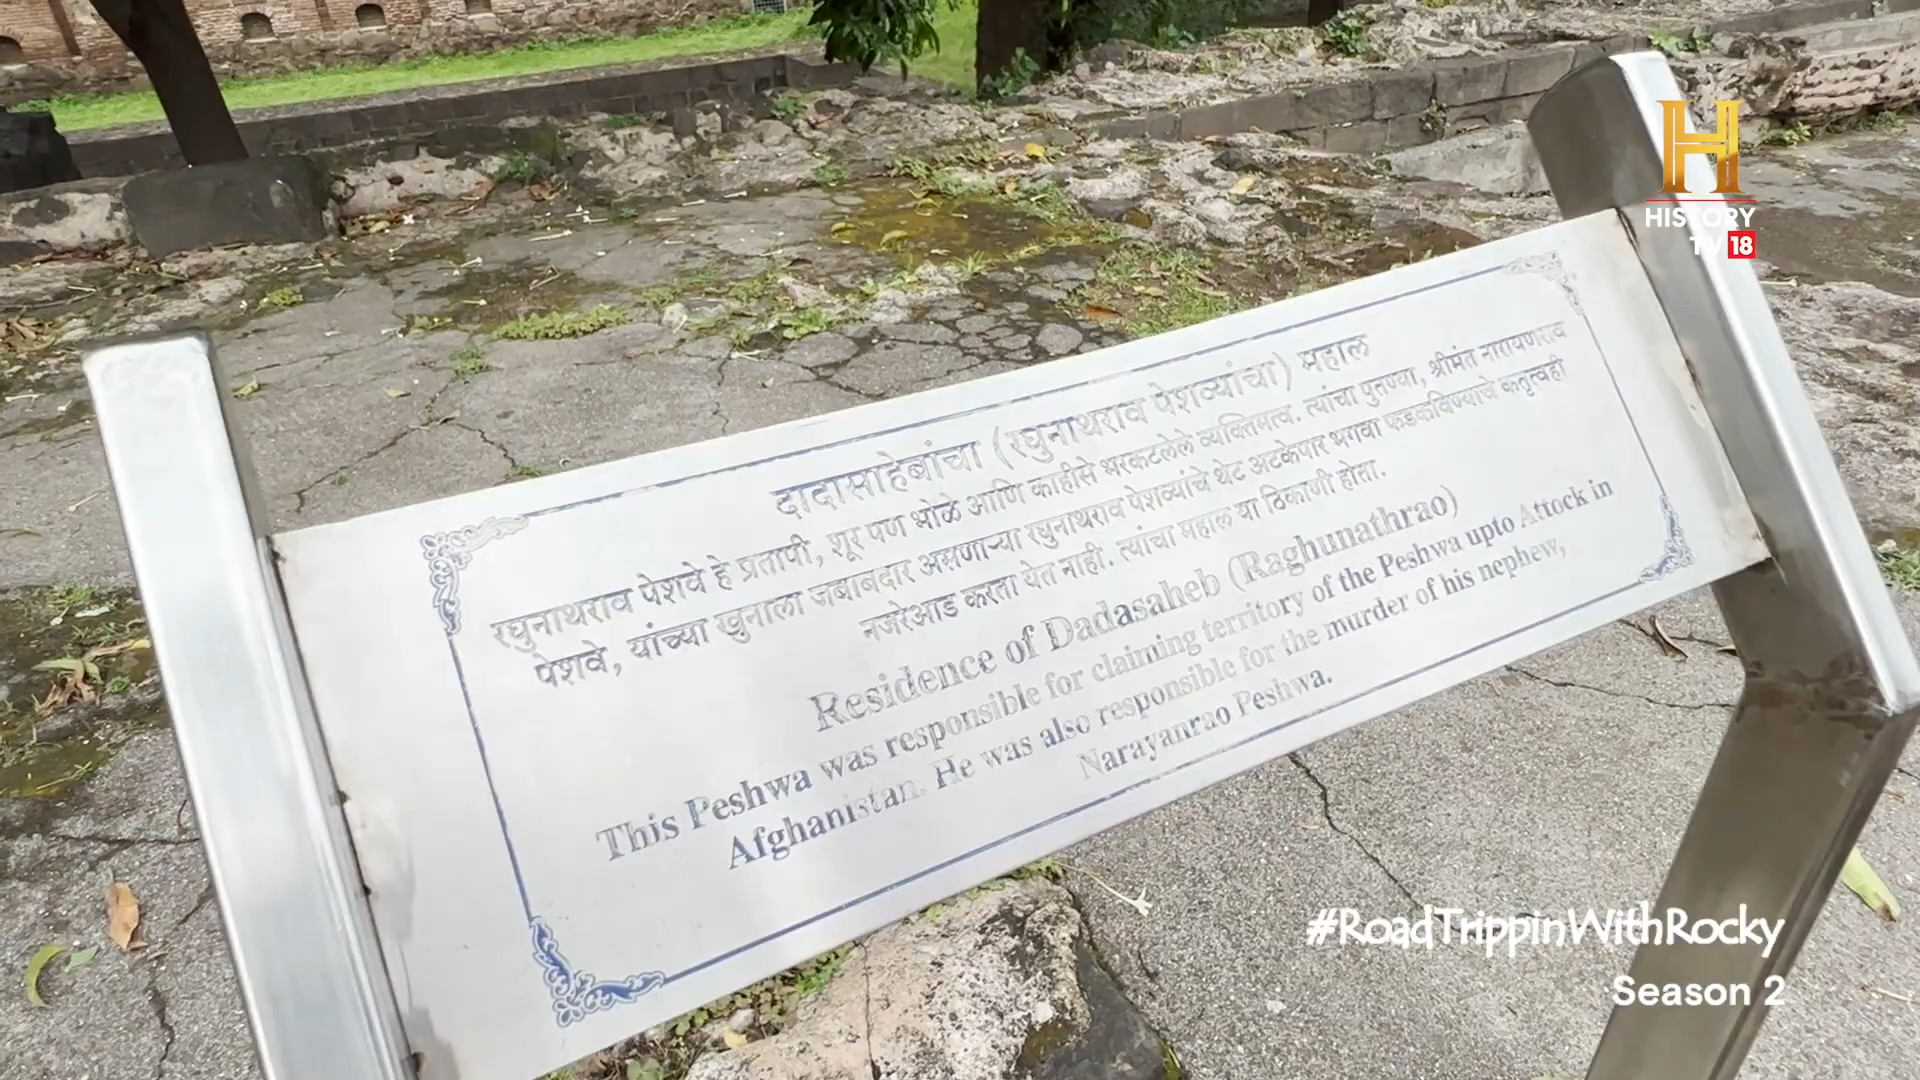 दादासाहेबांचा (रघुनाथराव पेशव्यांचा) महाल
रघुनाथराव पेशवे हे प्रतापी, शूर पण भोळे आणि काहीसे भरकटलेले व्यक्तिमत्व. त्यांचा पुतण्या, श्रीमंत नारायणराव
पेशवे, यांच्या खुनाला जबाबदार असणाऱ्या रघुनाथराव पेशव्यांचे थेट अटकेपार भगवा फडकविण्याचे कर्तृत्वही
नजरेआड करता येत नाही. त्यांचा महाल या ठिकाणी होता.
Residence of Dadasaheb (Raghunathrao)
This Peshwa was responsible for claiming territory of the Peshwa upto Attock in
Afghanistan. He was also responsible for the murder of his nephew,
Narayanrao Peshwa.
H
HISTORY
TV 18
#RoadTrippinWithRocky
Season 2